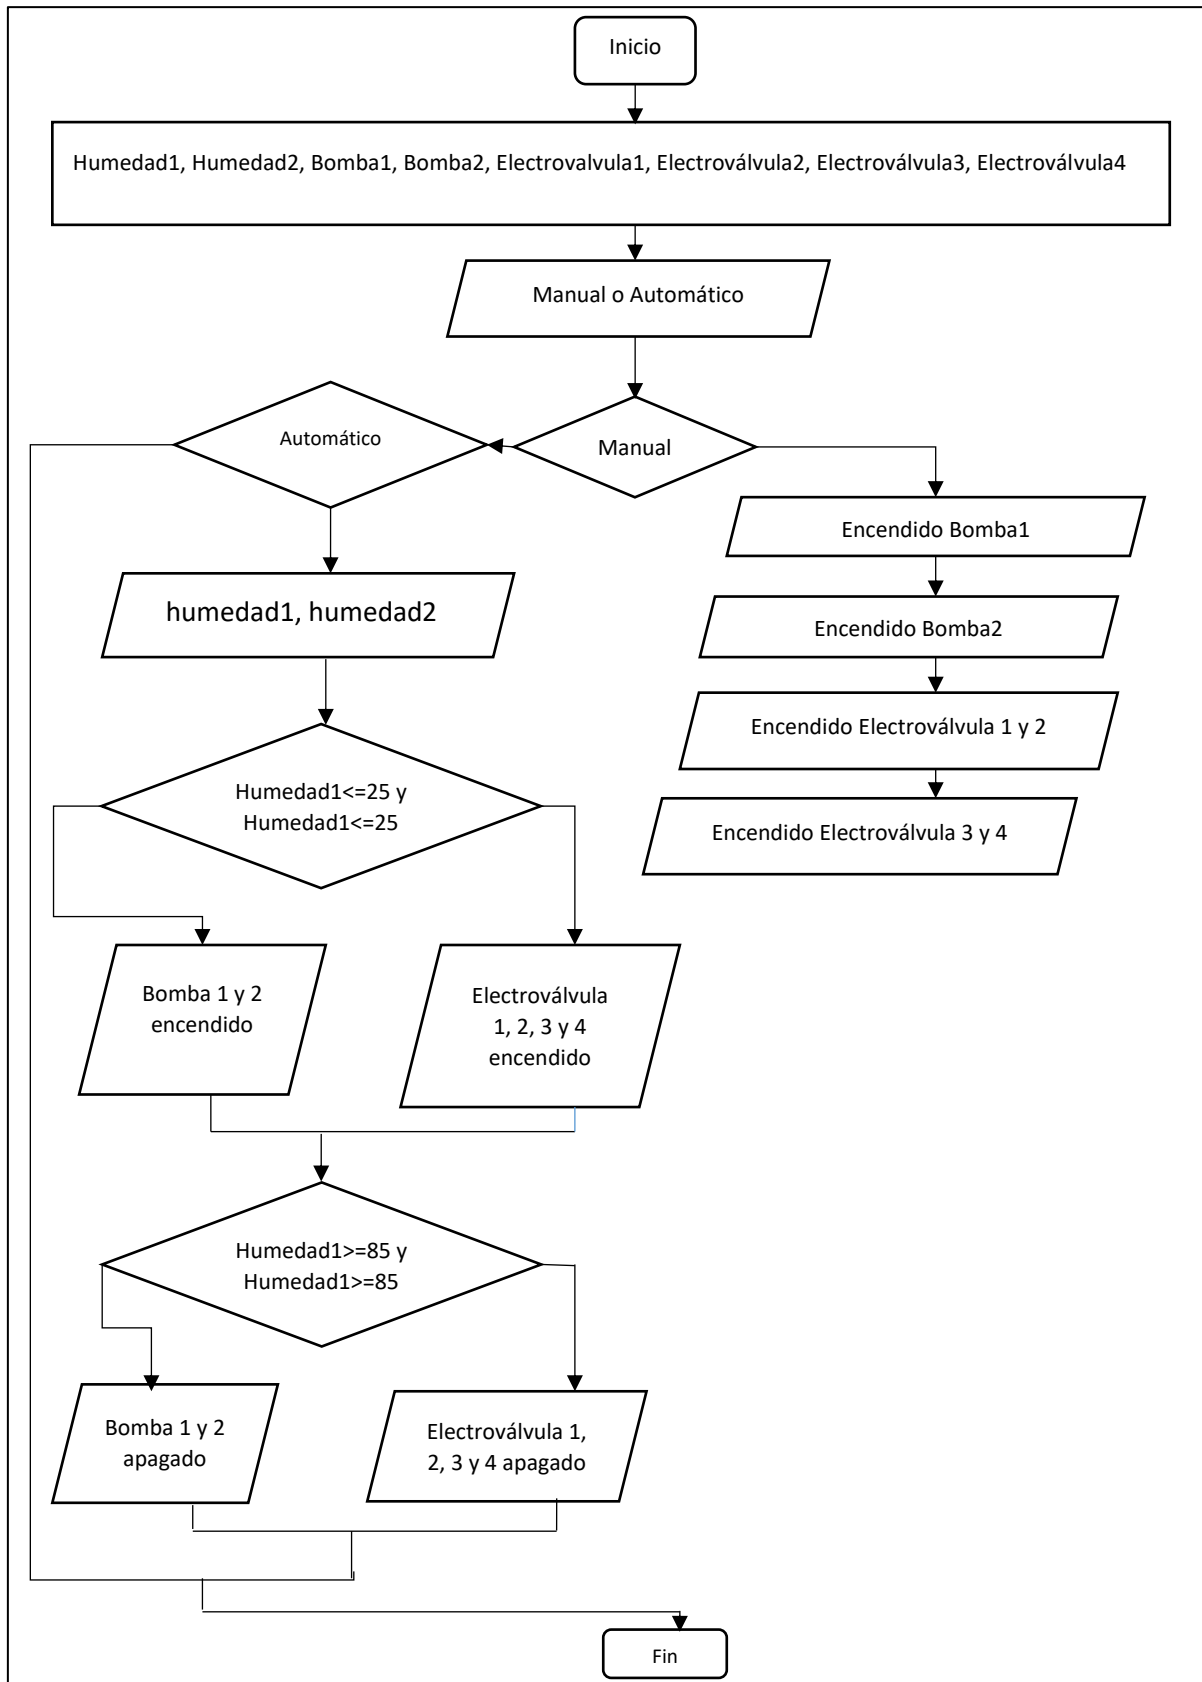 Inicio
Humedad1, Humedad2, Bomba1, Bomba2, Electrovalvula1, Electroválvula2, Electroválvula3, Electroválvula4
Manual o Automático
Automático
Manual
Encendido Bomba1
humedad1, humedad2
Encendido Bomba2
Encendido Electroválvula 1 y 2
Humedad1<=25 y
Humedad1<=25
Encendido Electroválvula 3 y 4
Bomba 1 y 2
encendido
Electroválvula
1, 2, 3 y 4
encendido
Humedad1>=85 y
Humedad1>=85
Bomba 1 y 2
apagado
Electroválvula 1,
2, 3 y 4 apagado
Fin